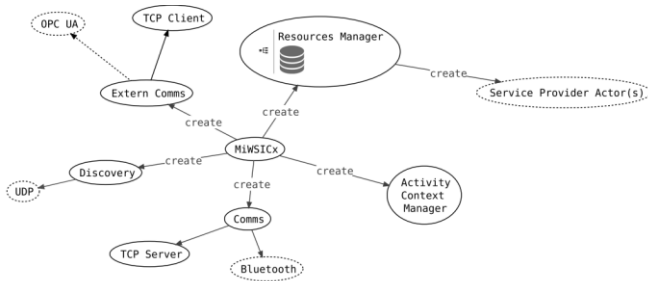 OPC UA
TCP Client
Resources Manager
Extern Comms
create
Service Provider Actor(s)
create
create
MiWSICx
Discovery
create
create
create
Activity
Context
Manager
UDP
Comms
TCP Server
Bluetooth